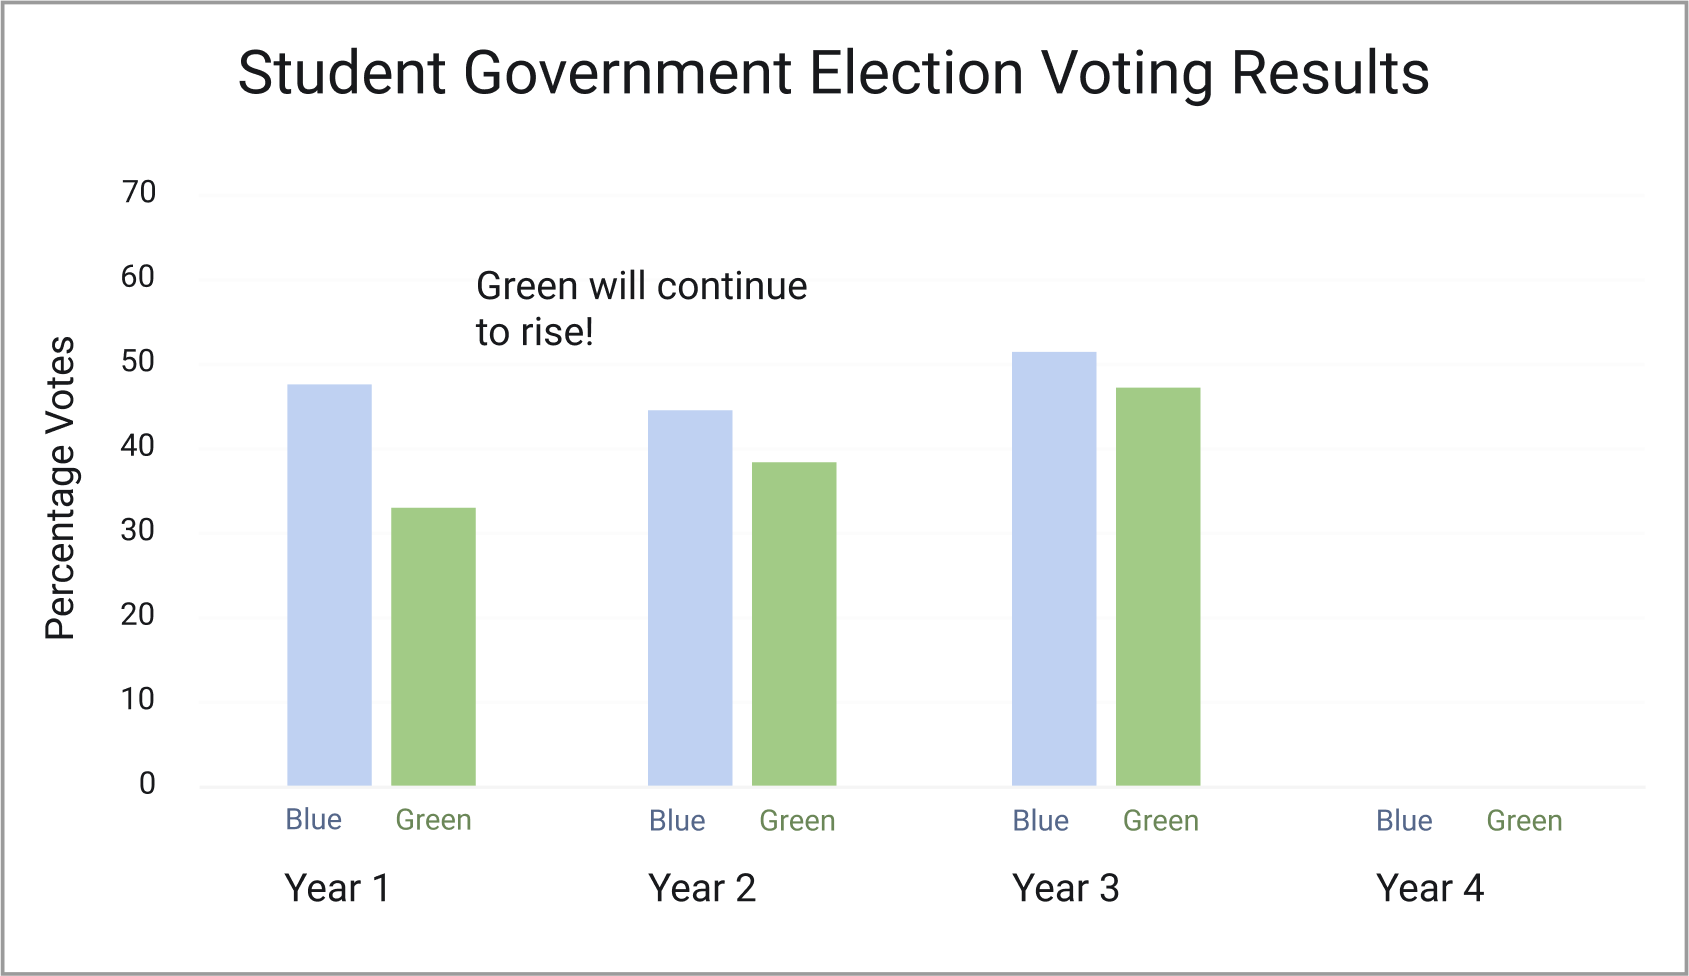 Student Government Election Voting Results
Percentage Votes
70
60
50
40
30
20
10
0
Green will continue
to rise!
Blue Green Blue Green Blue Green Blue Green
Year 1 Year 2 Year 3 Year 4